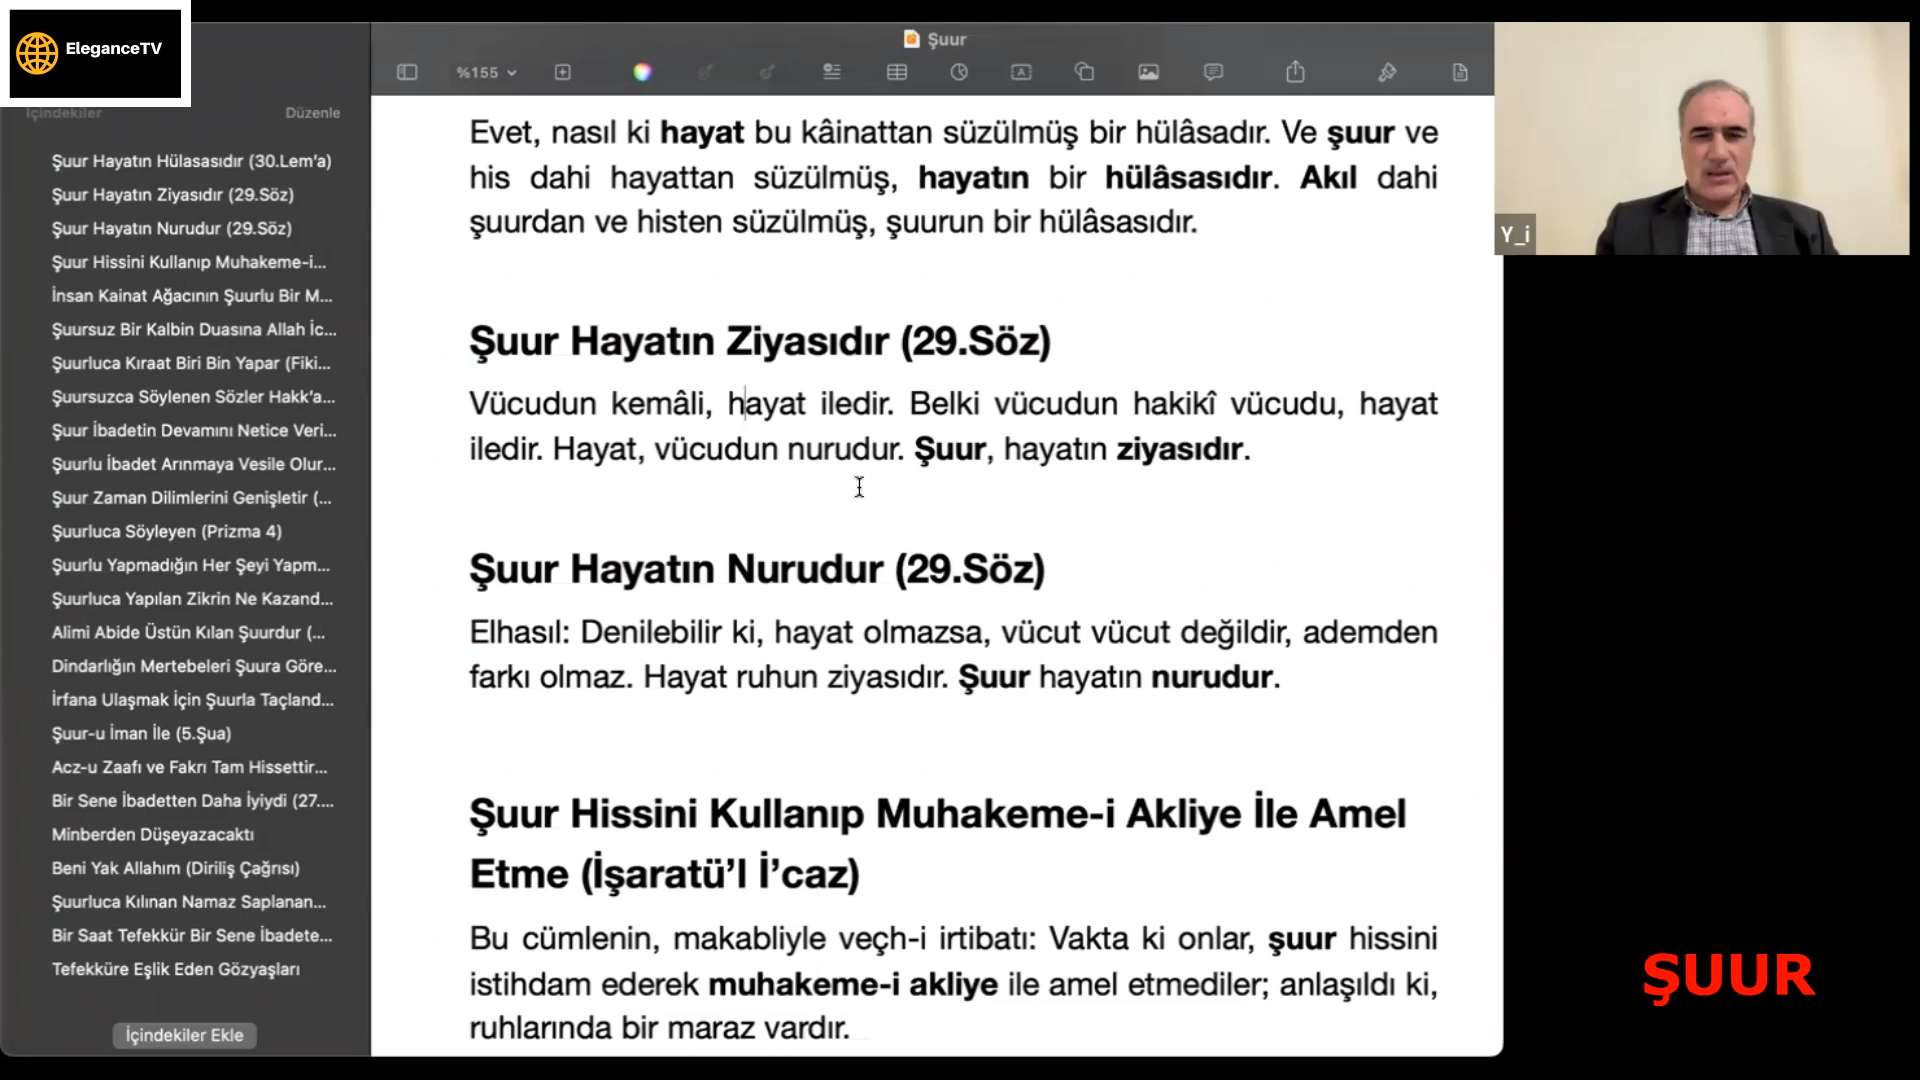 EleganceTV
Şuur
%155
İçindekiler
Düzenle
Şuur Hayatın Hülasasıdır (30.Lem'a)
Şuur Hayatın Ziyasıdır (29.Söz)
Şuur Hayatın Nurudur (29.Söz)
Şuur Hissini Kullanıp Muhakeme-i...
İnsan Kainat Ağacının Şuurlu Bir M...
Şuursuz Bir Kalbin Duasına Allah İc...
Şuurluca Kıraat Biri Bin Yapar (Fiki...
Şuursuzca Söylenen Sözler Hakk'a...
Şuur İbadetin Devamını Netice Veri...
Şuurlu İbadet Arınmaya Vesile Olur...
Şuur Zaman Dilimlerini Genişletir (...
Şuurluca Söyleyen (Prizma 4)
Şuurlu Yapmadığın Her Şeyi Yapm...
Şuurluca Yapılan Zikrin Ne Kazand...
Alimi Abide Üstün Kılan Şuurdur (...
Dindarlığın Mertebeleri Şuura Göre...
İrfana Ulaşmak İçin Şuurla Taçland...
Şuur-u İman İle (5.Şua)
Acz-u Zaafı ve Fakrı Tam Hissettir...
Bir Sene İbadetten Daha İyiydi (27....
Minberden Düşeyazacaktı
Beni Yak Allahım (Diriliş Çağrısı)
Şuurluca Kılınan Namaz Saplanan...
Bir Saat Tefekkür Bir Sene İbadete...
Tefekküre Eşlik Eden Gözyaşları
İçindekiler Ekle
Evet, nasıl ki hayat bu kâinattan süzülmüş bir hülâsadır. Ve şuur ve
his dahi hayattan süzülmüş, hayatın bir hülâsasıdır. Akıl dahi
şuurdan ve histen süzülmüş, şuurun bir hülâsasıdır.
Şuur Hayatın Ziyasıdır (29.Söz)
Vücudun kemâli, hayat iledir. Belki vücudun hakikî vücudu, hayat
iledir. Hayat, vücudun nurudur. Şuur, hayatın ziyasıdır.
Şuur Hayatın Nurudur (29.Söz)
Elhasıl: Denilebilir ki, hayat olmazsa, vücut vücut değildir, ademden
farkı olmaz. Hayat ruhun ziyasıdır. Şuur hayatın nurudur.
Şuur Hissini Kullanıp Muhakeme-i Akliye İle Amel
Etme (İşaratü'l İ'caz)
Bu cümlenin, makabliyle veçh-i irtibatı: Vakta ki onlar, şuur hissini
istihdam ederek muhakeme-i akliye ile amel etmediler; anlaşıldı ki,
ruhlarında bir maraz vardır.
Y_i
ŞUUR